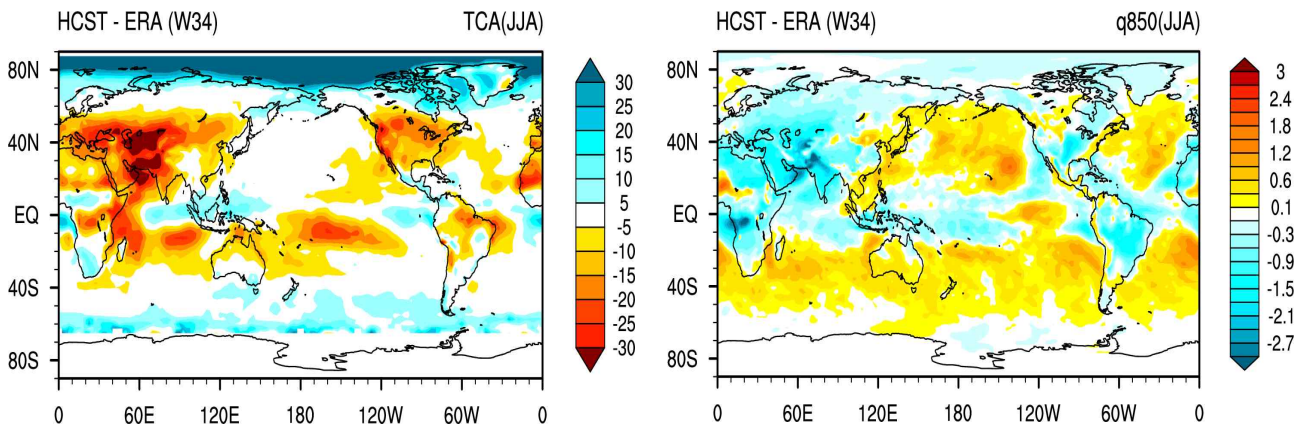 HCST - ERA (W34) TCA(JJA)
80N
40N
EQ
40S
80S
0 60E 120E 180 120W 60W 0
30
25
20
15
10
5
-5
-10
-15
-20
-25
-30
HCST - ERA (W34) q850(JJA)
80N
40N
EQ
40S
80S
0 60E 120E 180 120W 60W 0
3
2.4
1.8
1.2
0.6
0.1
-0.3
-0.9
-1.5
-2.1
-2.7